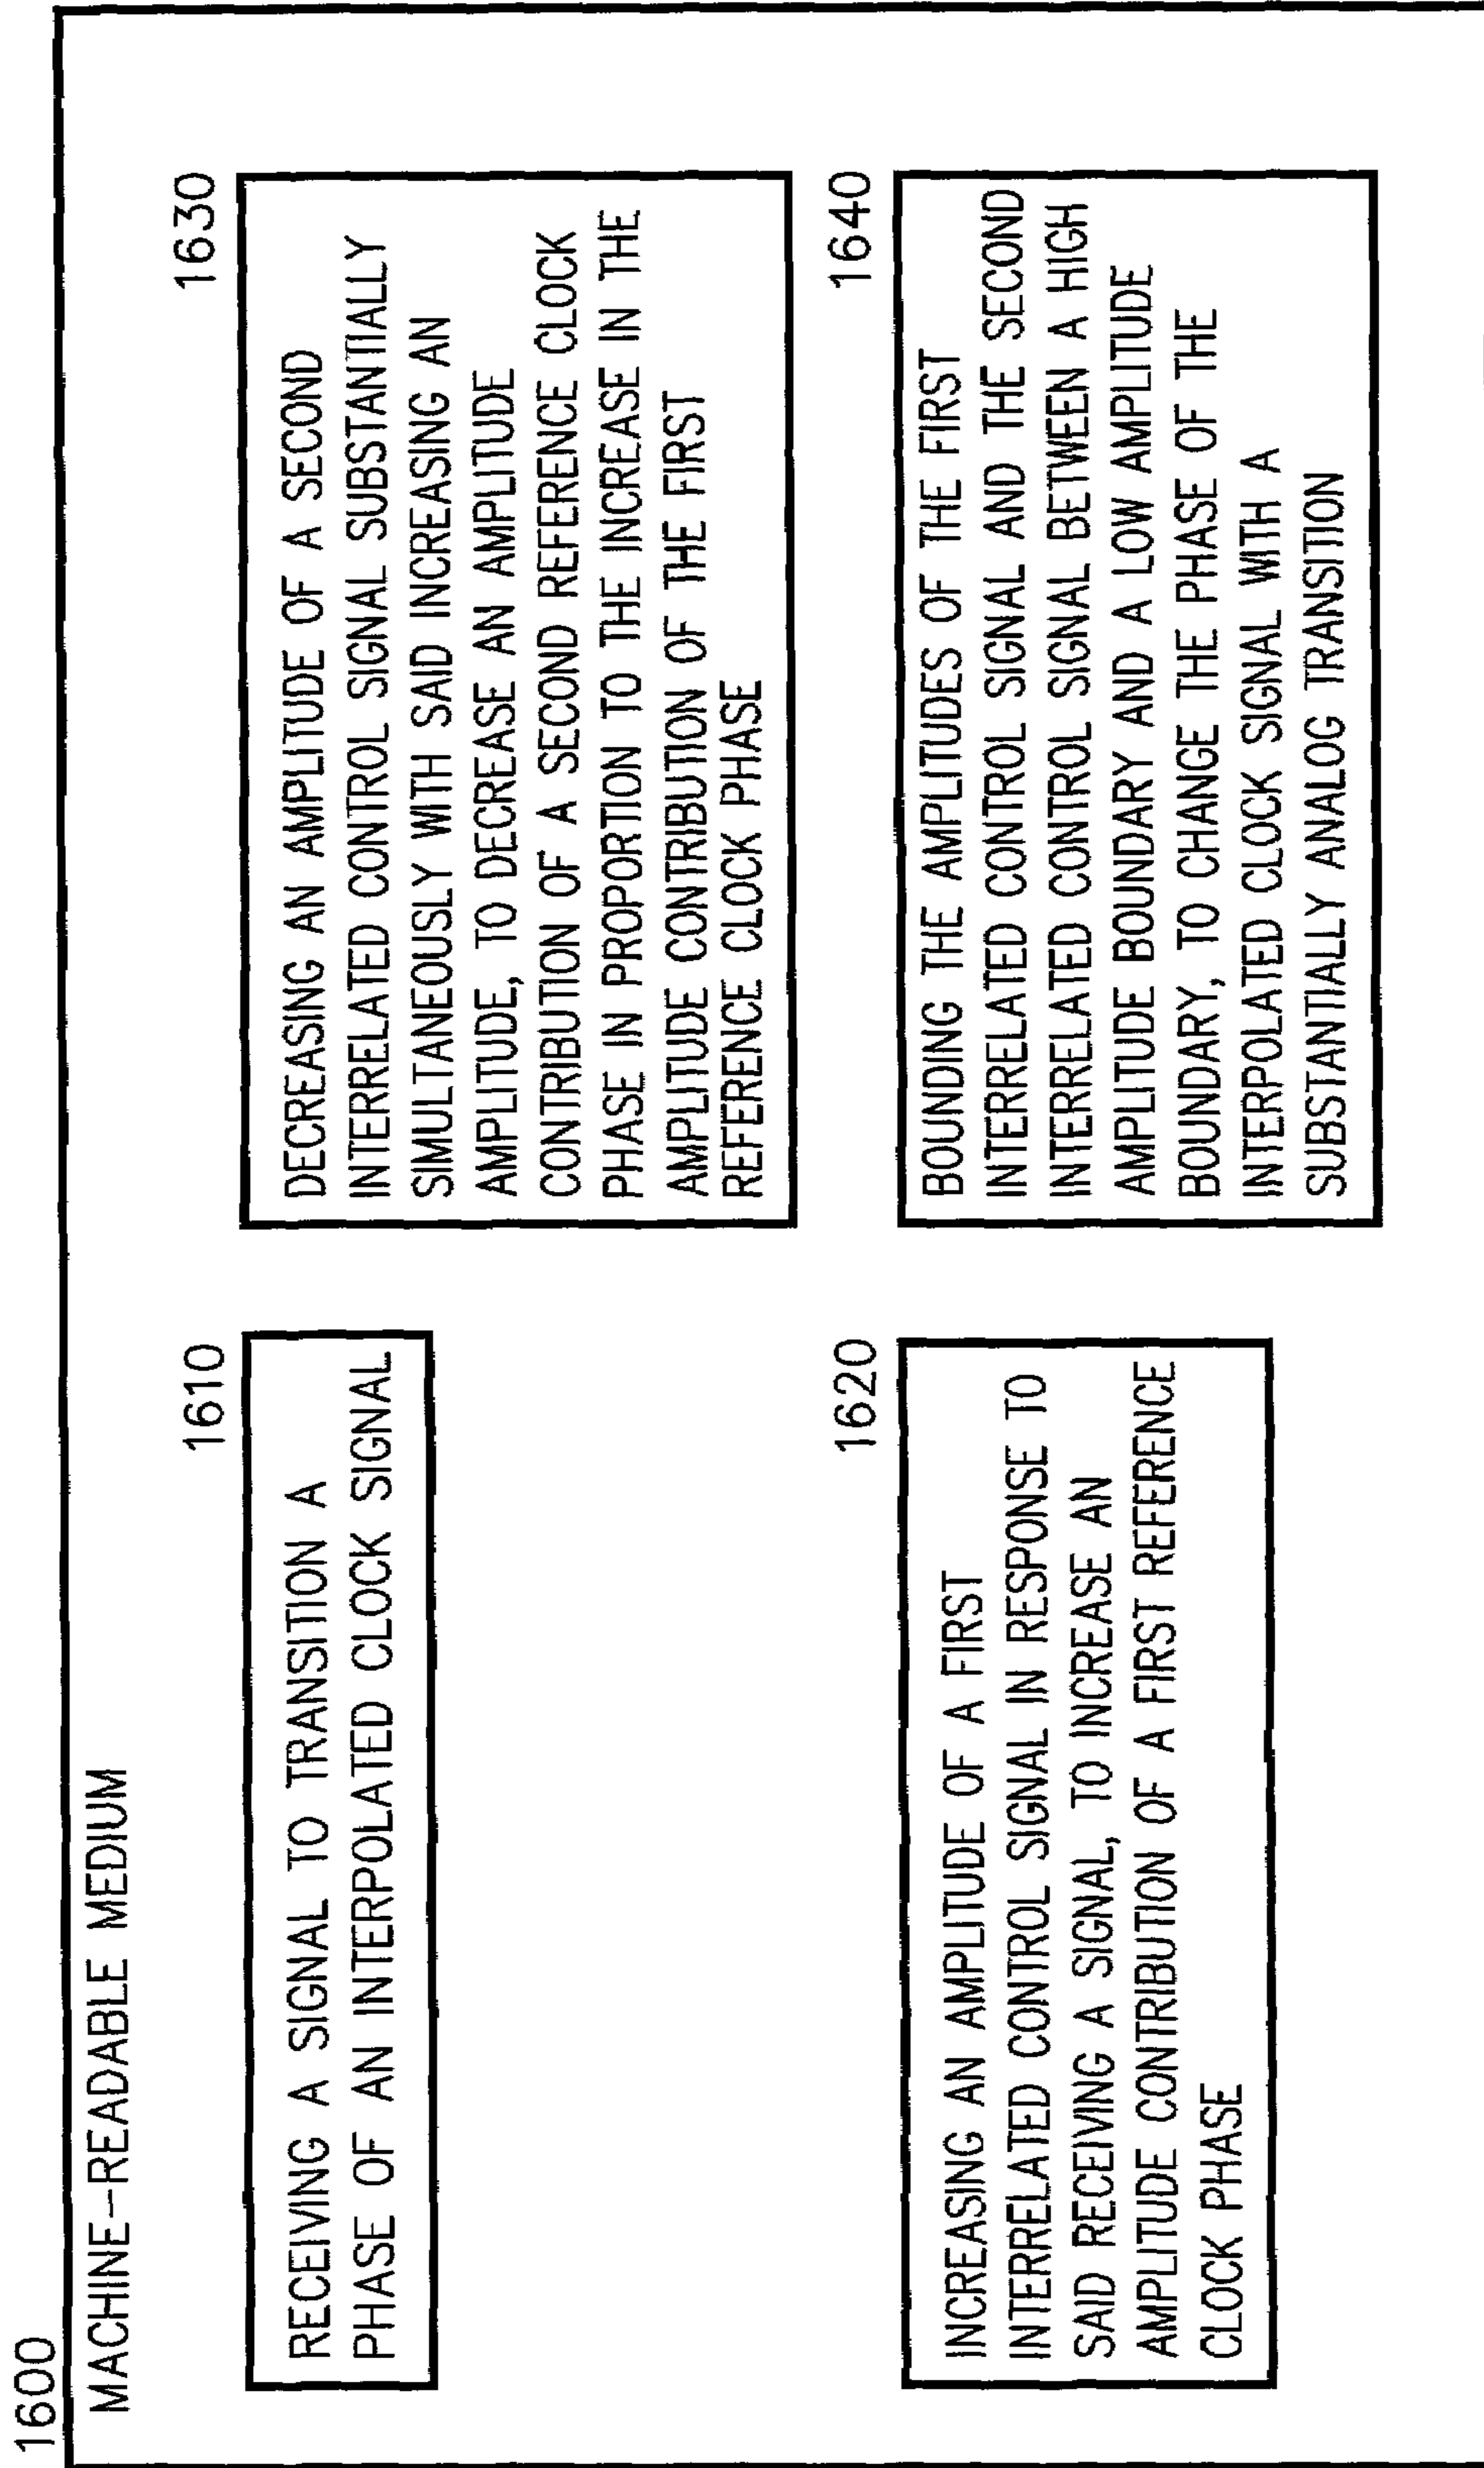 1600
MACHINE-READABLE MEDIUM
1610
RECEIVING A SIGNAL TO TRANSITION A
PHASE OF AN INTERPOLATED CLOCK SIGNAL
1620
INCREASING AN AMPLITUDE OF A FIRST
INTERRELATED CONTROL SIGNAL IN RESPONSE TO
SAID RECEIVING A SIGNAL, TO INCREASE AN
AMPLITUDE CONTRIBUTION OF A FIRST REFERENCE
CLOCK PHASE
1630
DECREASING AN AMPLITUDE OF A SECOND
INTERRELATED CONTROL SIGNAL SUBSTANTIALLY
SIMULTANEOUSLY WITH SAID INCREASING AN
AMPLITUDE, TO DECREASE AN AMPLITUDE
CONTRIBUTION OF A SECOND REFERENCE CLOCK
PHASE IN PROPORTION TO THE INCREASE IN THE
AMPLITUDE CONTRIBUTION OF THE FIRST
REFERENCE CLOCK PHASE
1640
BOUNDING THE AMPLITUDES OF THE FIRST
INTERRELATED CONTROL SIGNAL AND THE SECOND
INTERRELATED CONTROL SIGNAL BETWEEN A HIGH
AMPLITUDE BOUNDARY AND A LOW AMPLITUDE
BOUNDARY, TO CHANGE THE PHASE OF THE
INTERPOLATED CLOCK SIGNAL WITH A
SUBSTANTIALLY ANALOG TRANSITION